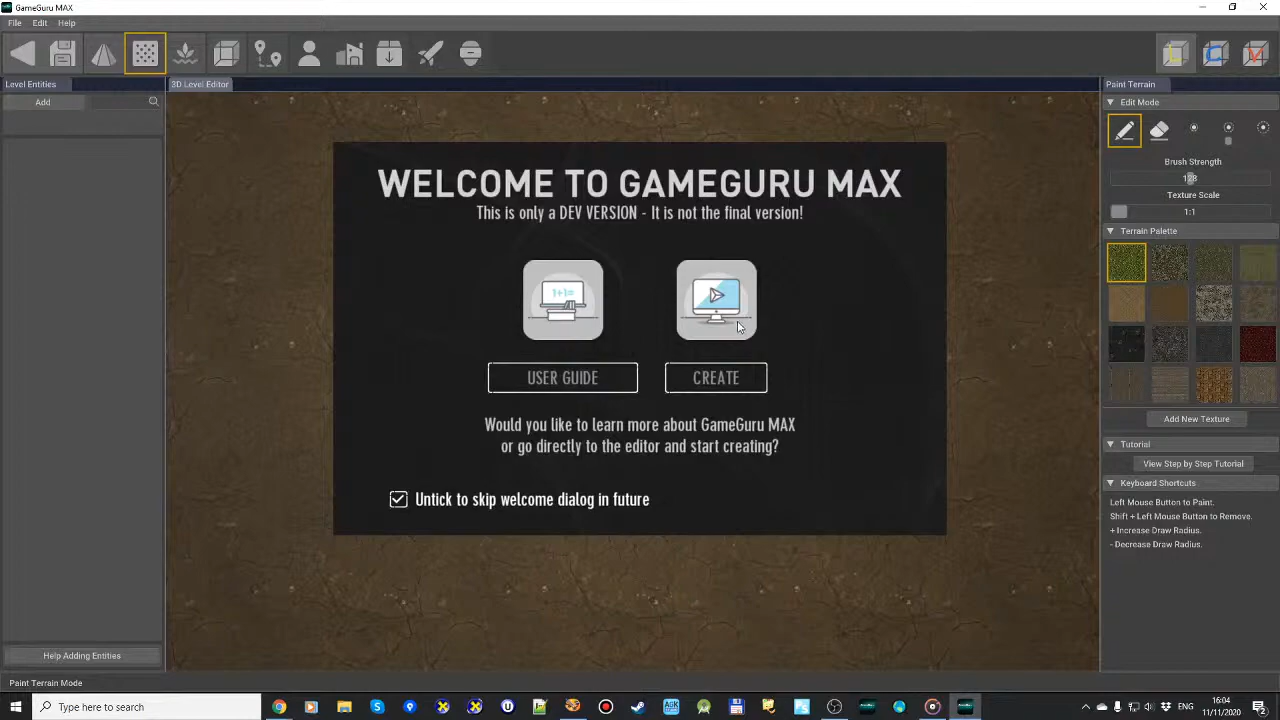 GameGuru MAX
File Edit Help
Level Entities
3D Level Editor
Paint Terrain
Add
Edit Mode
WELCOME TO GAMEGURU MAX
This is only a DEV VERSION - It is not the final version!
Brush Strength
128
Texture Scale
1:1
Terrain Palette
1+1=
USER GUIDE
CREATE
Would you like to learn more about GameGuru MAX
or go directly to the editor and start creating?
Add New Texture
Tutorial
View Step by Step Tutorial
Keyboard Shortcuts
Untick to skip welcome dialog in future
Left Mouse Button to Paint.
Shift + Left Mouse Button to Remove.
+ Increase Draw Radius.
- Decrease Draw Radius.
Help Adding Entities
Paint Terrain Mode
Type here to search
16:04
11/11/2020